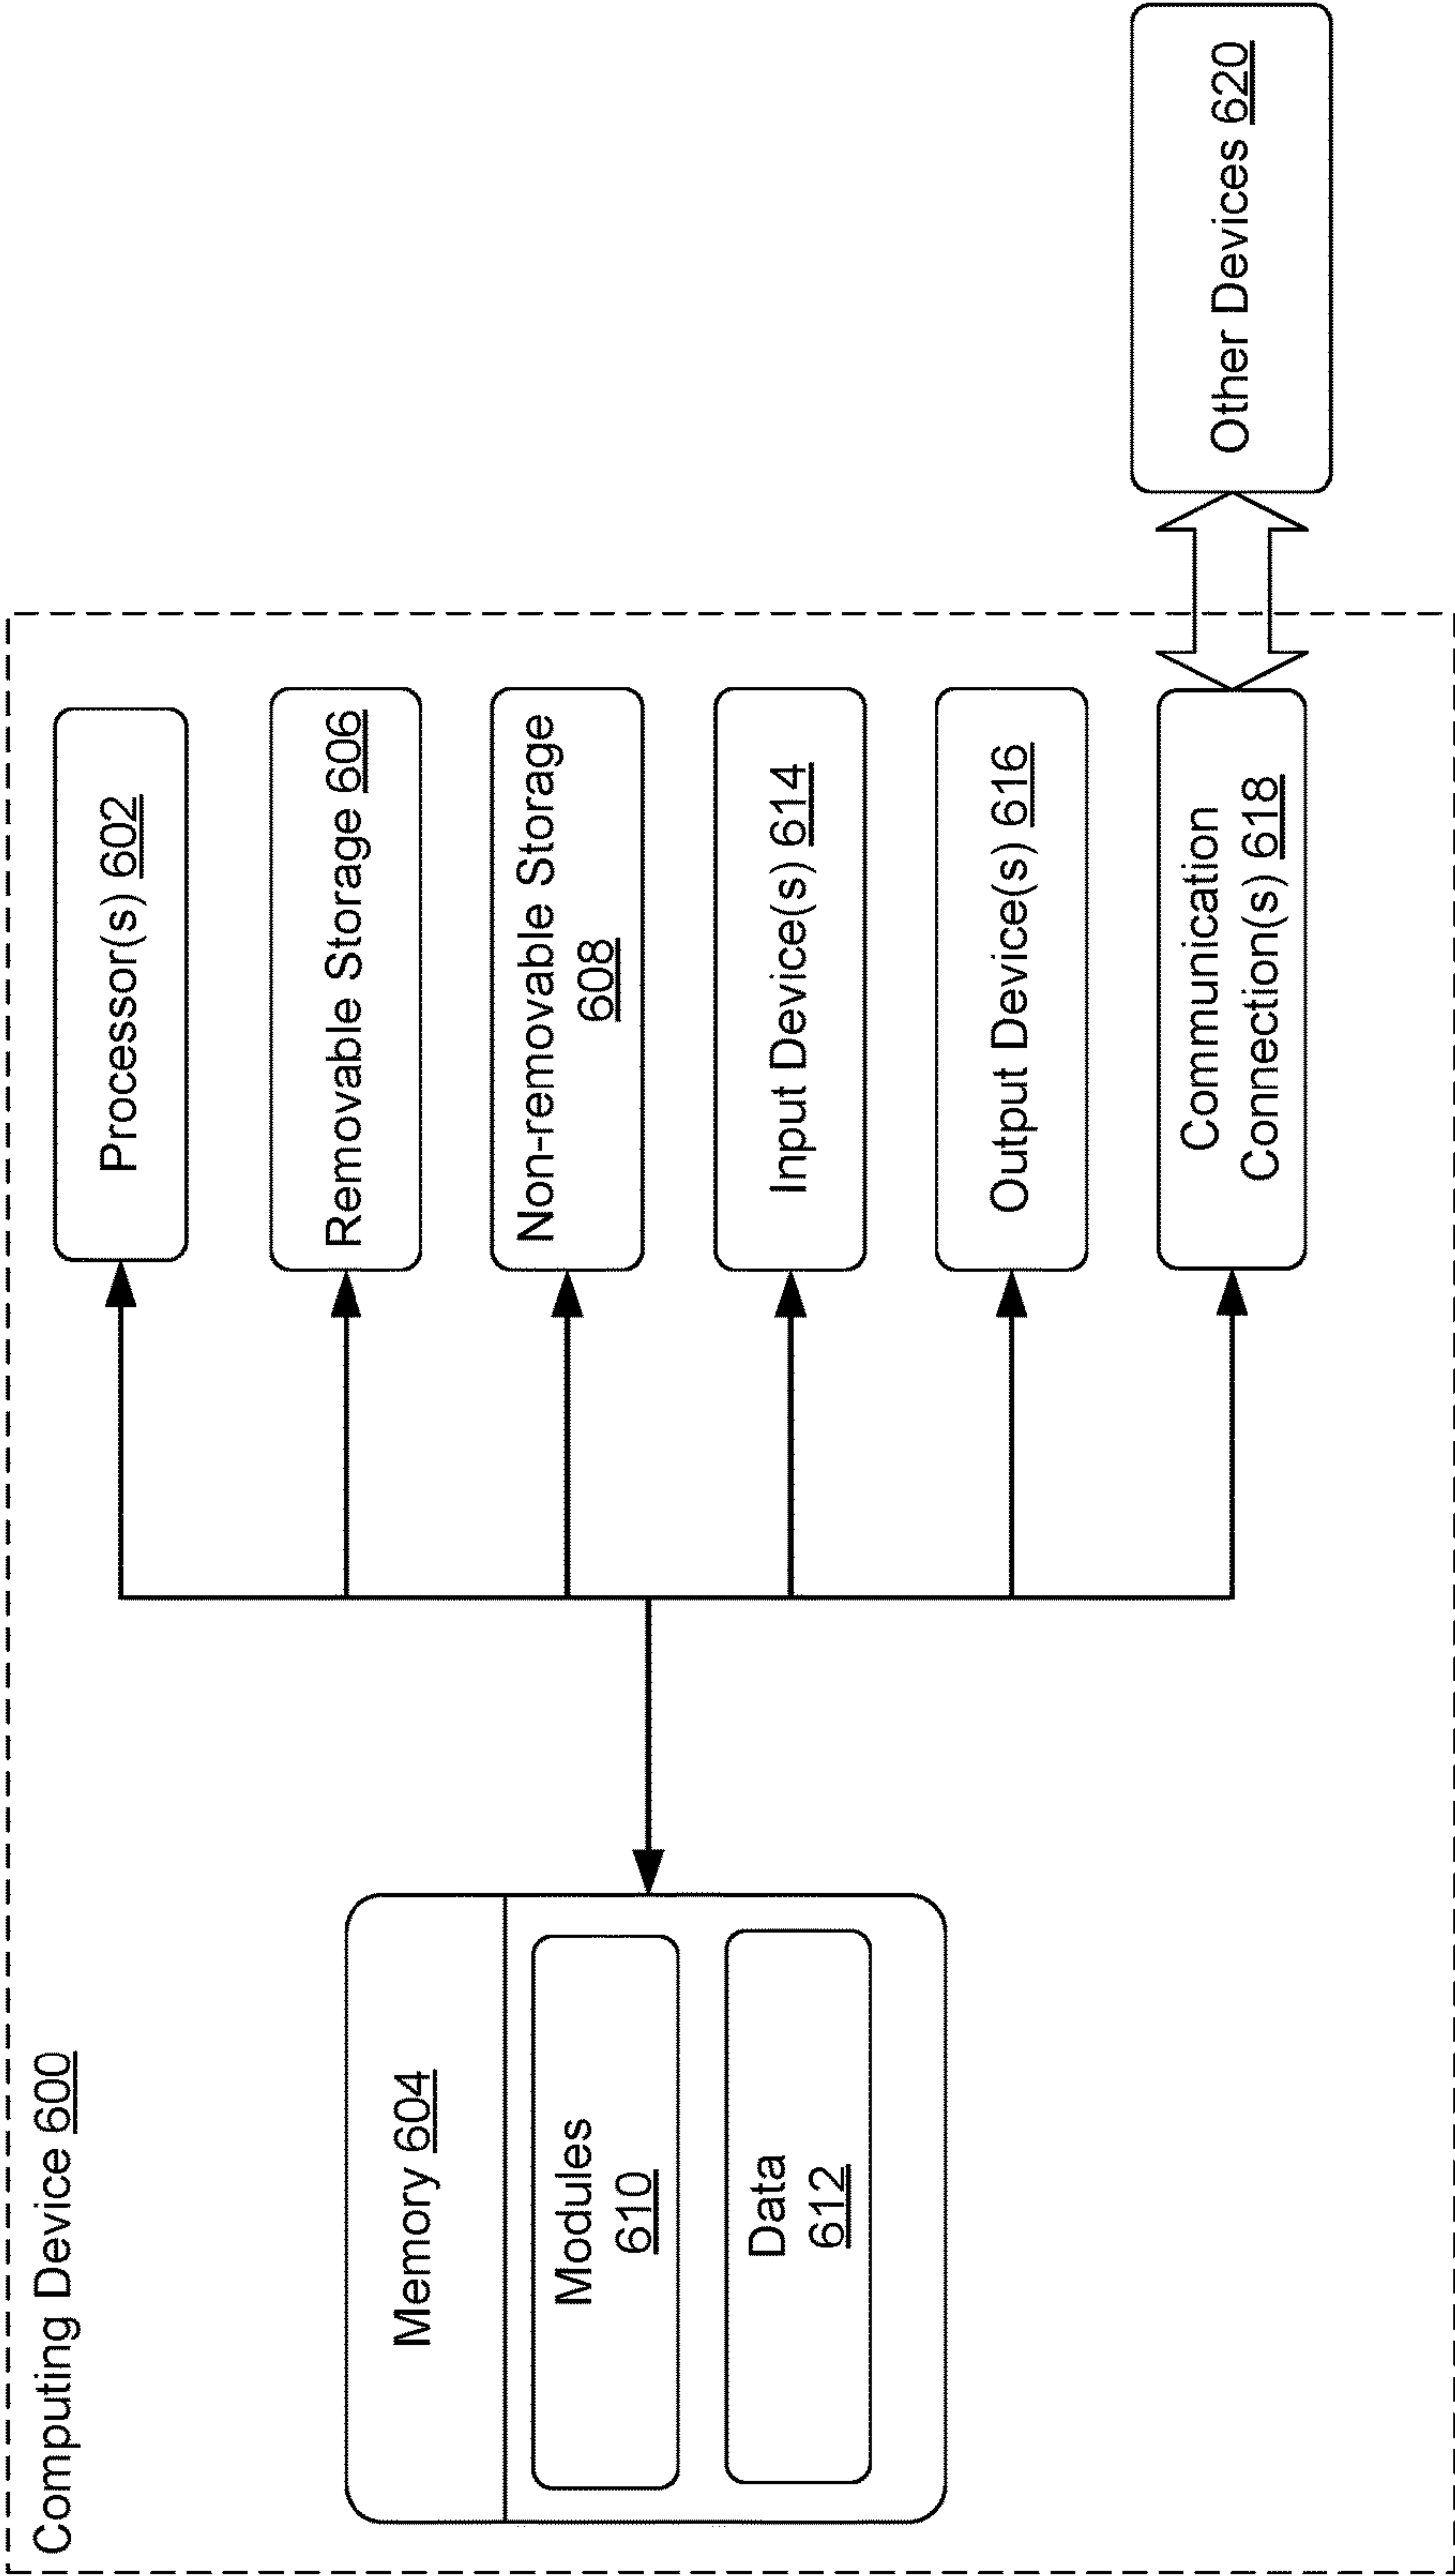 Computing Device 600
Memory 604
Modules
610
Data
612
Processor(s) 602
Removable Storage 606
Non-removable Storage
608
Input Device(s) 614
Output Device(s) 616
Communication
Connection(s) 618
Other Devices 620